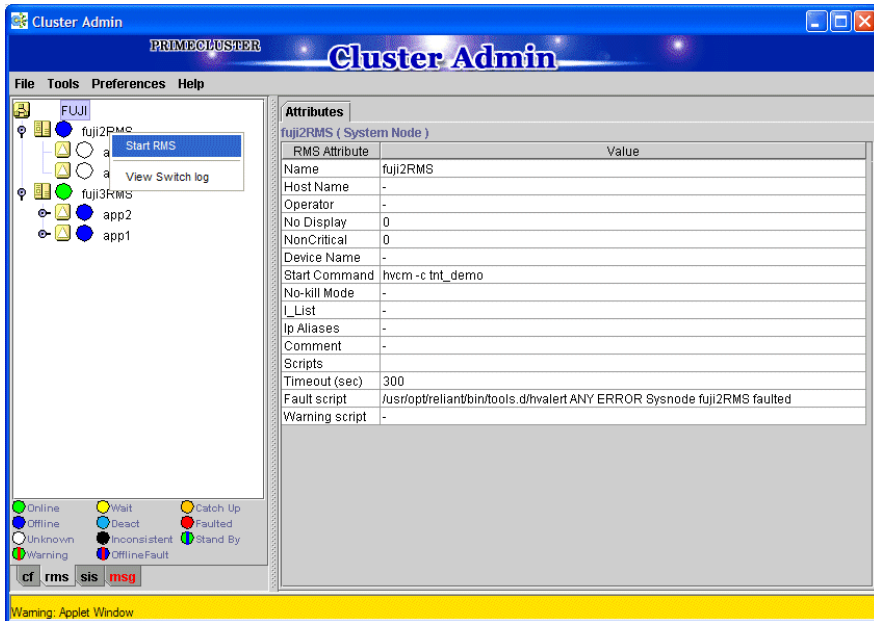 Cluster Admin
PRIMECLUSTER
Cluster Admin
File Tools Preferences Help
FUJI
fuji2RMS
Start RMS
a
View Switch log
a
fuji3RMS
app2
app1
Online Wait Catch Up
Offline Deact Faulted
Unknown Inconsistent Stand By
Warning OfflineFault
cf rms sis msg
Attributes
fuji2RMS ( System Node )
RMS Attribute Value
Name fuji2RMS
Host Name -
Operator -
No Display 0
NonCritical 0
Device Name -
Start Command hvcm -c tnt_demo
No-kill Mode -
I_List -
Ip Aliases -
Comment -
Scripts
Timeout (sec) 300
Fault script /usr/opt/reliant/bin/tools.d/hvalert ANY ERROR Sysnode fuji2RMS faulted
Warning script -
Warning: Applet Window